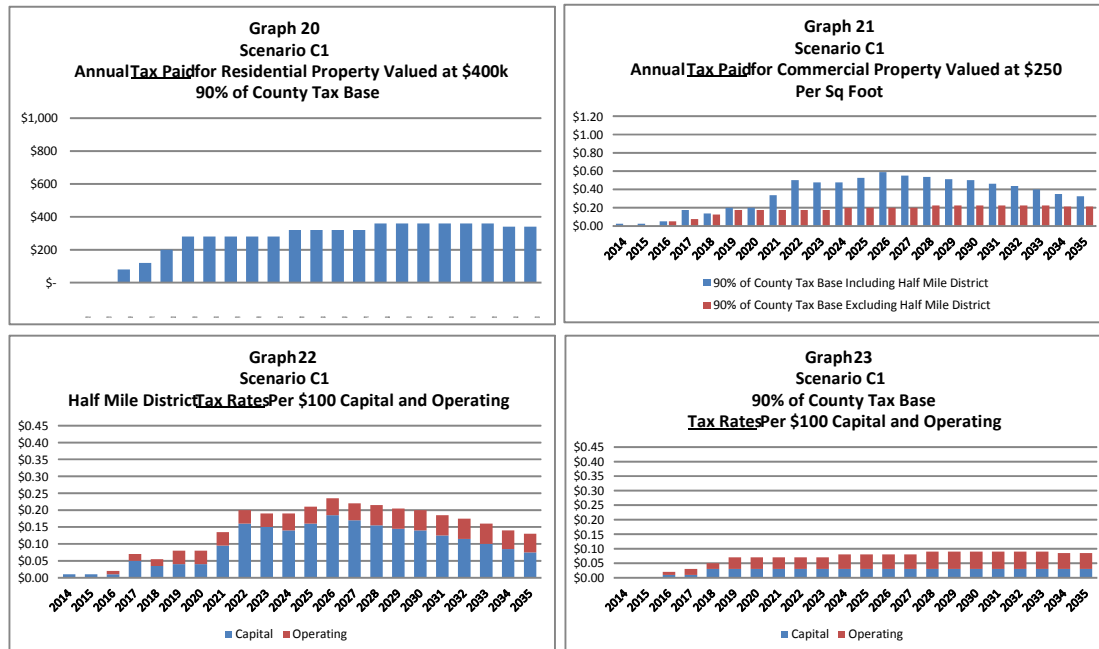 Graph 20
Scenario C1
Annual Tax Paid for Residential Property Valued at $400k
90% of County Tax Base
$1,000
$800
$600
$400
$200
$-
Graph 21
Scenario C1
Annual Tax Paid for Commercial Property Valued at $250
Per Sq Foot
$1.20
$1.00
$0.80
$0.60
$0.40
$0.20
$0.00
2014 2015 2016 2017 2018 2019 2020 2021 2022 2023 2024 2025 2026 2027 2028 2029 2030 2031 2032 2033 2034 2035
90% of County Tax Base Including Half Mile District
90% of County Tax Base Excluding Half Mile District
Graph 22
Scenario C1
Half Mile District Tax Rates Per $100 Capital and Operating
$0.45
$0.40
$0.35
$0.30
$0.25
$0.20
$0.15
$0.10
$0.05
$0.00
2014 2015 2016 2017 2018 2019 2020 2021 2022 2023 2024 2025 2026 2027 2028 2029 2030 2031 2032 2033 2034 2035
Capital Operating
Graph 23
Scenario C1
90% of County Tax Base
Tax Rates Per $100 Capital and Operating
$0.45
$0.40
$0.35
$0.30
$0.25
$0.20
$0.15
$0.10
$0.05
$0.00
2014 2015 2016 2017 2018 2019 2020 2021 2022 2023 2024 2025 2026 2027 2028 2029 2030 2031 2032 2033 2034 2035
Capital Operating